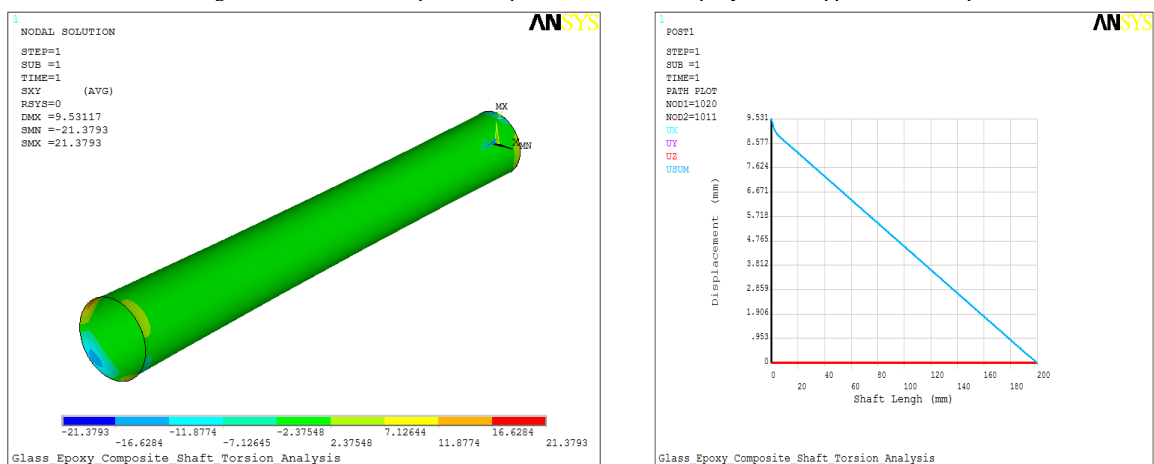 1
ANSYS
NODAL SOLUTION
STEP=1
SUB =1
TIME=1
SXY (AVG)
RSYS=0
DMX =9.53117
SMN =-21.3793
SMX =21.3793
MX
MN
-21.3793 -11.8774 -2.37548 7.12644 16.6284
-16.6284 -7.12645 2.37548 11.8774 21.3793
Glass_Epoxy_Composite_Shaft_Torsion_Analysis
1
ANSYS
POST1
STEP=1
SUB =1
TIME=1
PATH PLOT
NOD1=1020
NOD2=1011
UX
UY
UZ
USUM
9.531
8.577
7.624
6.671
5.718
4.765
3.812
2.859
1.906
.953
0
Displacement (mm)
0 40 80 120 160 200
20 60 100 140 180
Shaft Lengh (mm)
Glass_Epoxy_Composite_Shaft_Torsion_Analysis